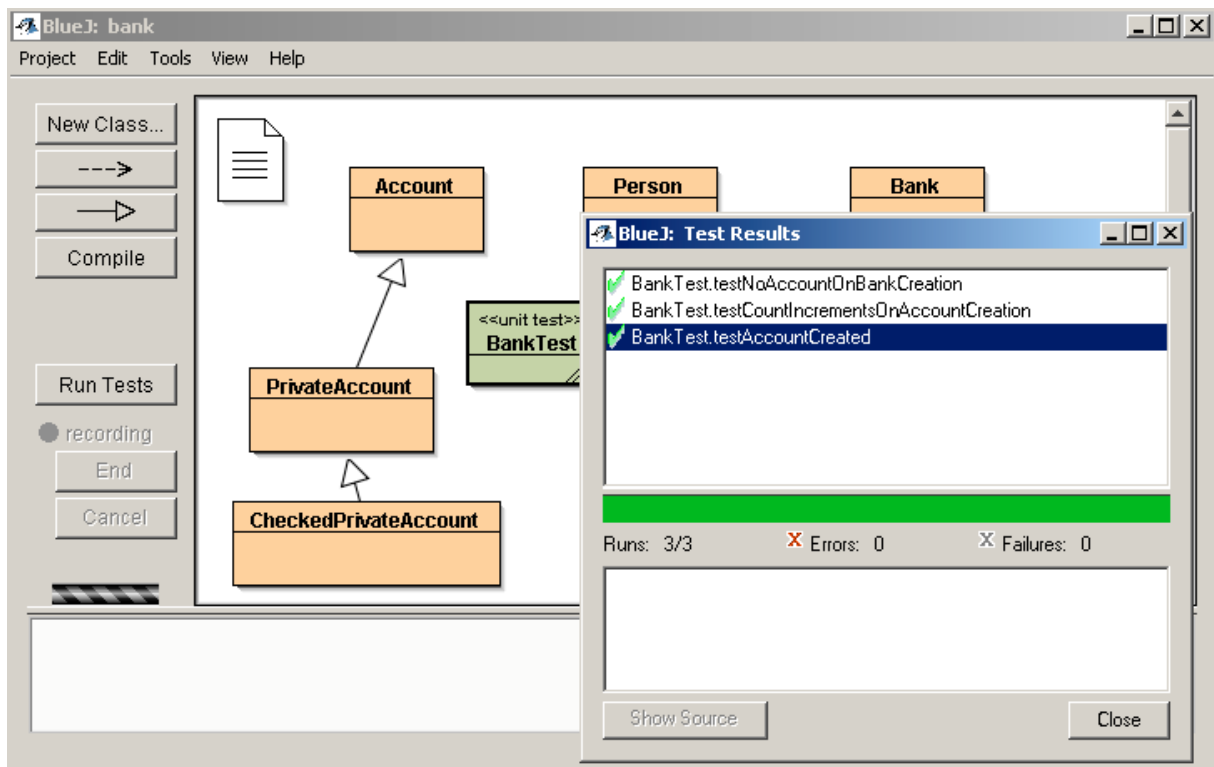 BlueJ: bank
Project Edit Tools View Help
New Class...
Compile
Run Tests
recording
End
Cancel
Account
Person
Bank
<<unit test>>
BankTest
PrivateAccount
CheckedPrivateAccount
BlueJ: Test Results
BankTest.testNoAccountOnBankCreation
BankTest.testCountIncrementsOnAccountCreation
BankTest.testAccountCreated
Runs: 3/3 X Errors: 0 X Failures: 0
Show Source Close